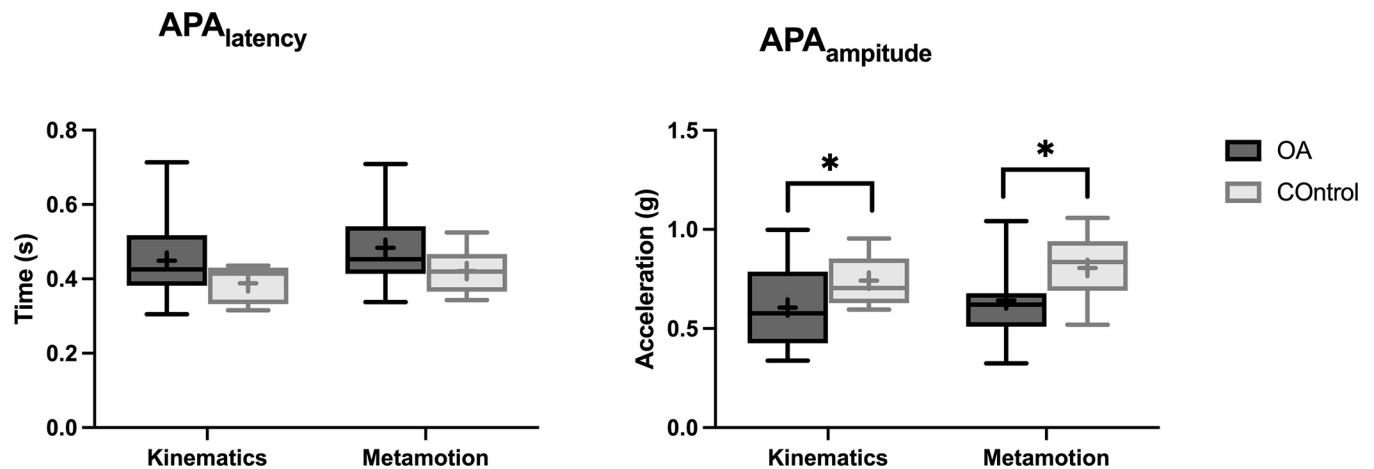 APAlatency
0.8
0.6
0.4
0.2
0.0
Time (s)
Kinematics
Metamotion
APAampitude
1.5
1.0
0.5
0.0
Acceleration (g)
*
*
Kinematics
Metamotion
OA
COntrol